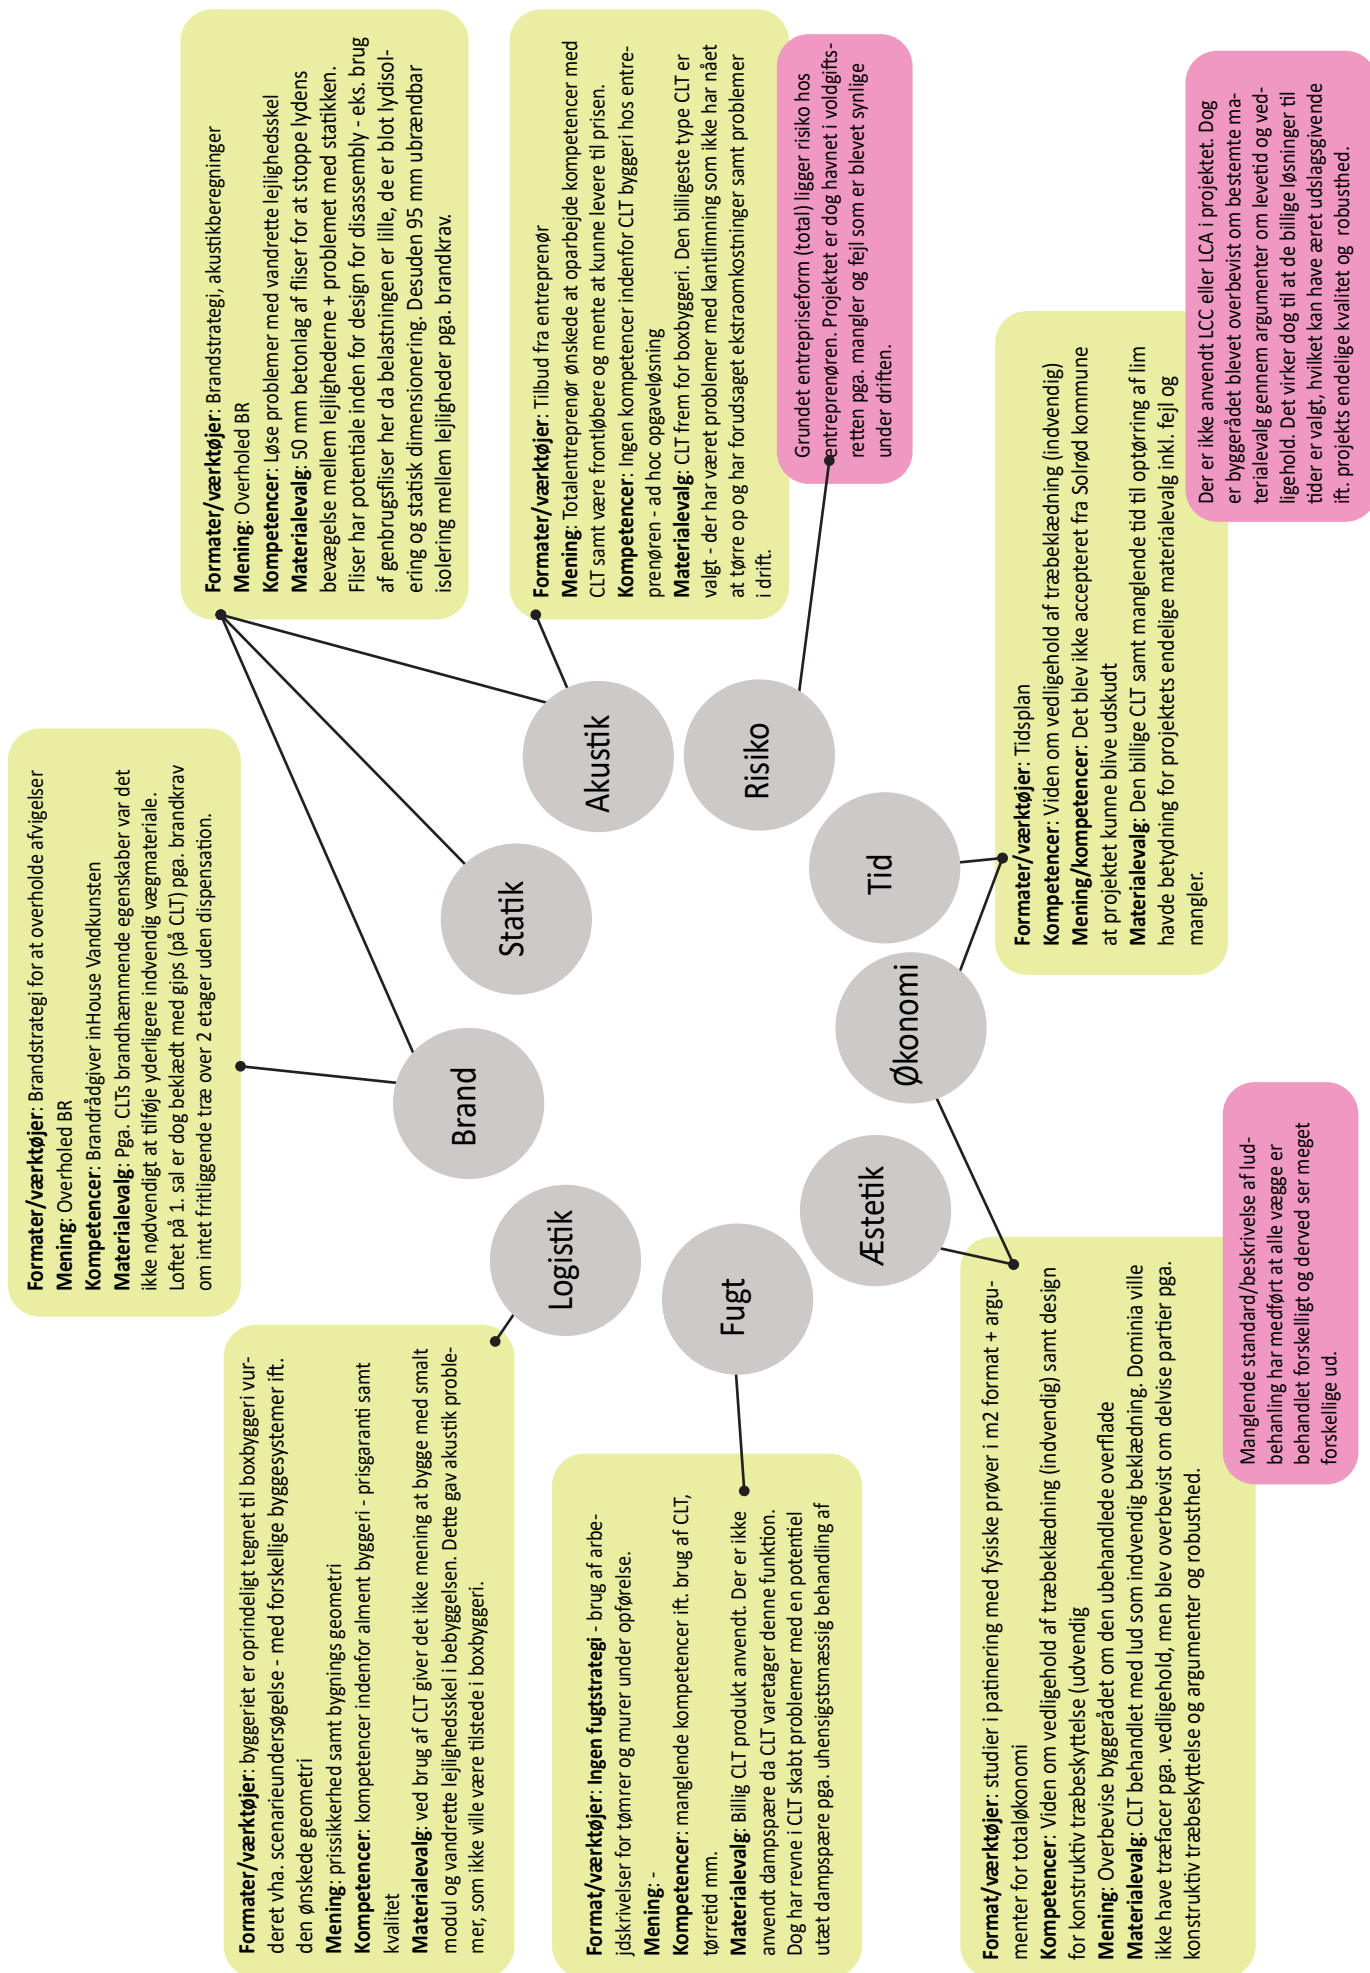 Formater/værktøjer: byggeriet er oprindeligt tegnet til boxbyggeri vur-
deret vha. scenarieundersøgelse - med forskellige byggesystemer ift.
den ønskede geometri
Mening: prissikkerhed samt bygnings geometri
Kompetencer: kompetencer indenfor alment byggeri - prisgaranti samt
kvalitet
Materialevalg: ved brug af CLT giver det ikke mening at bygge med smalt
modul og vandrette lejlighedsskel i bebyggelsen. Dette gav akustik proble-
mer, som ikke ville være tilstede i boxbyggeri.
Formater/værktøjer: Brandstrategi for at overholde afvigelser
Mening: Overholed BR
Kompetencer: Brandrådgiver inHouse Vandkunsten
Materialevalg: Pga. CLTs brandhæmmende egenskaber var det
ikke nødvendigt at tilføje yderligere indvendig vægmateriale.
Loftet på 1. sal er dog beklædt med gips (på CLT) pga. brandkrav
om intet fritliggende træ over 2 etager uden dispensation.
Formater/værktøjer: Brandstrategi, akustikberegninger
Mening: Overholed BR
Kompetencer: Løse problemer med vandrette lejlighedsskel
Materialevalg: 50 mm betonlag af fliser for at stoppe lydens
bevægelse mellem lejlighederne + problemet med statikken.
Fliser har potentiale inden for design for disassembly - eks. brug
af genbrugsfliser her da belastningen er lille, de er blot lydisol-
ering og statisk dimensionering. Desuden 95 mm ubrændbar
isolering mellem lejligheder pga. brandkrav.
Logistik
Brand
Statik
Akustik
Formater/værktøjer: Tilbud fra entreprenør
Mening: Totalentreprenør ønskede at oparbejde kompetencer med
CLT samt være frontløbere og mente at kunne levere til prisen.
Kompetencer: Ingen kompetencer indenfor CLT byggeri hos entre-
prenøren - ad hoc opgaveløsning
Materialevalg: CLT frem for boxbyggeri. Den billigeste type CLT er
valgt - der har været problemer med kantlimning som ikke har nået
at tørre op og har forudsaget ekstraomkostninger samt problemer
i drift.
Format/værktøjer: Ingen fugtstrategi - brug af arbe-
jdskrivelser for tømrer og murer under opførelse.
Mening: -
Kompetencer: manglende kompetencer ift. brug af CLT,
tørretid mm.
Materialevalg: Billig CLT produkt anvendt. Der er ikke
anvendt dampspære da CLT varetager denne funktion.
Dog har revne i CLT skabt problemer med en potentiel
utæt dampspære pga. uhensigstsmæssig behandling af
Fugt
Æstetik
Økonomi
Tid
Risiko
Grundet entrepriseform (total) ligger risiko hos
entreprenøren. Projektet er dog havnet i voldgifts-
retten pga. mangler og fejl som er blevet synlige
under driften.
Format/værktøjer: studier i patinering med fysiske prøver i m2 format + argu-
menter for totaløkonomi
Kompetencer: Viden om vedligehold af træbeklædning (indvendig) samt design
for konstruktiv træbeskyttelse (udvendig
Mening: Overbevise byggerådet om den ubehandlede overflade
Materialevalg: CLT behandlet med lud som indvendig beklædning. Dominia ville
ikke have træfacer pga. vedligehold, men blev overbevist om delvise partier pga.
konstruktiv træbeskyttelse og argumenter og robusthed.
Manglende standard/beskrivelse af lud-
behanling har medført at alle vægge er
behandlet forskelligt og derved ser meget
forskellige ud.
Formater/værktøjer: Tidsplan
Kompetencer: Viden om vedligehold af træbeklædning (indvendig)
Mening/kompetencer: Det blev ikke accepteret fra Solrød kommune
at projektet kunne blive udskudt
Materialevalg: Den billige CLT samt manglende tid til optørring af lim
havde betydning for projektets endelige materialevalg inkl. fejl og
mangler.
Der er ikke anvendt LCC eller LCA i projektet. Dog
er byggerådet blevet overbevist om bestemte ma-
terialevalg gennem argumenter om levetid og ved-
ligehold. Det virker dog til at de billige løsninger til
tider er valgt, hvilket kan have æret udslagsgivende
ift. projekts endelige kvalitet og  robusthed.